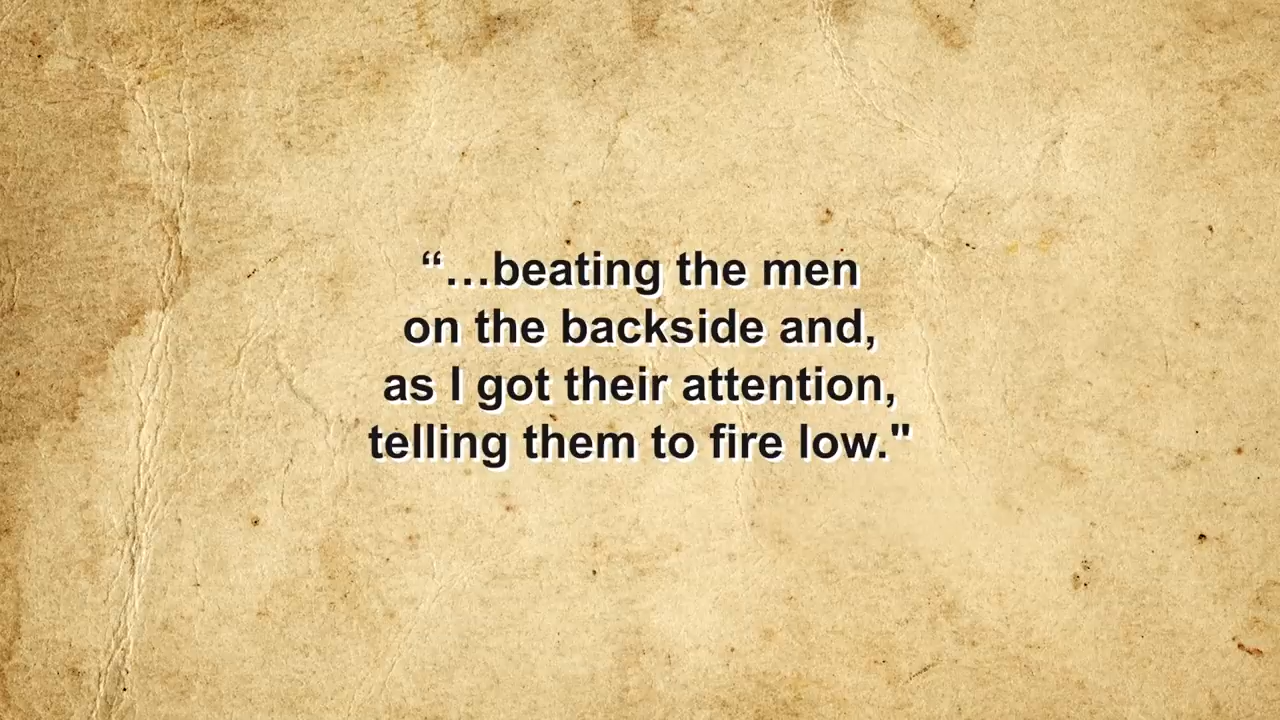 “…beating the men
on the backside and,
as I got their attention,
telling them to fire low."